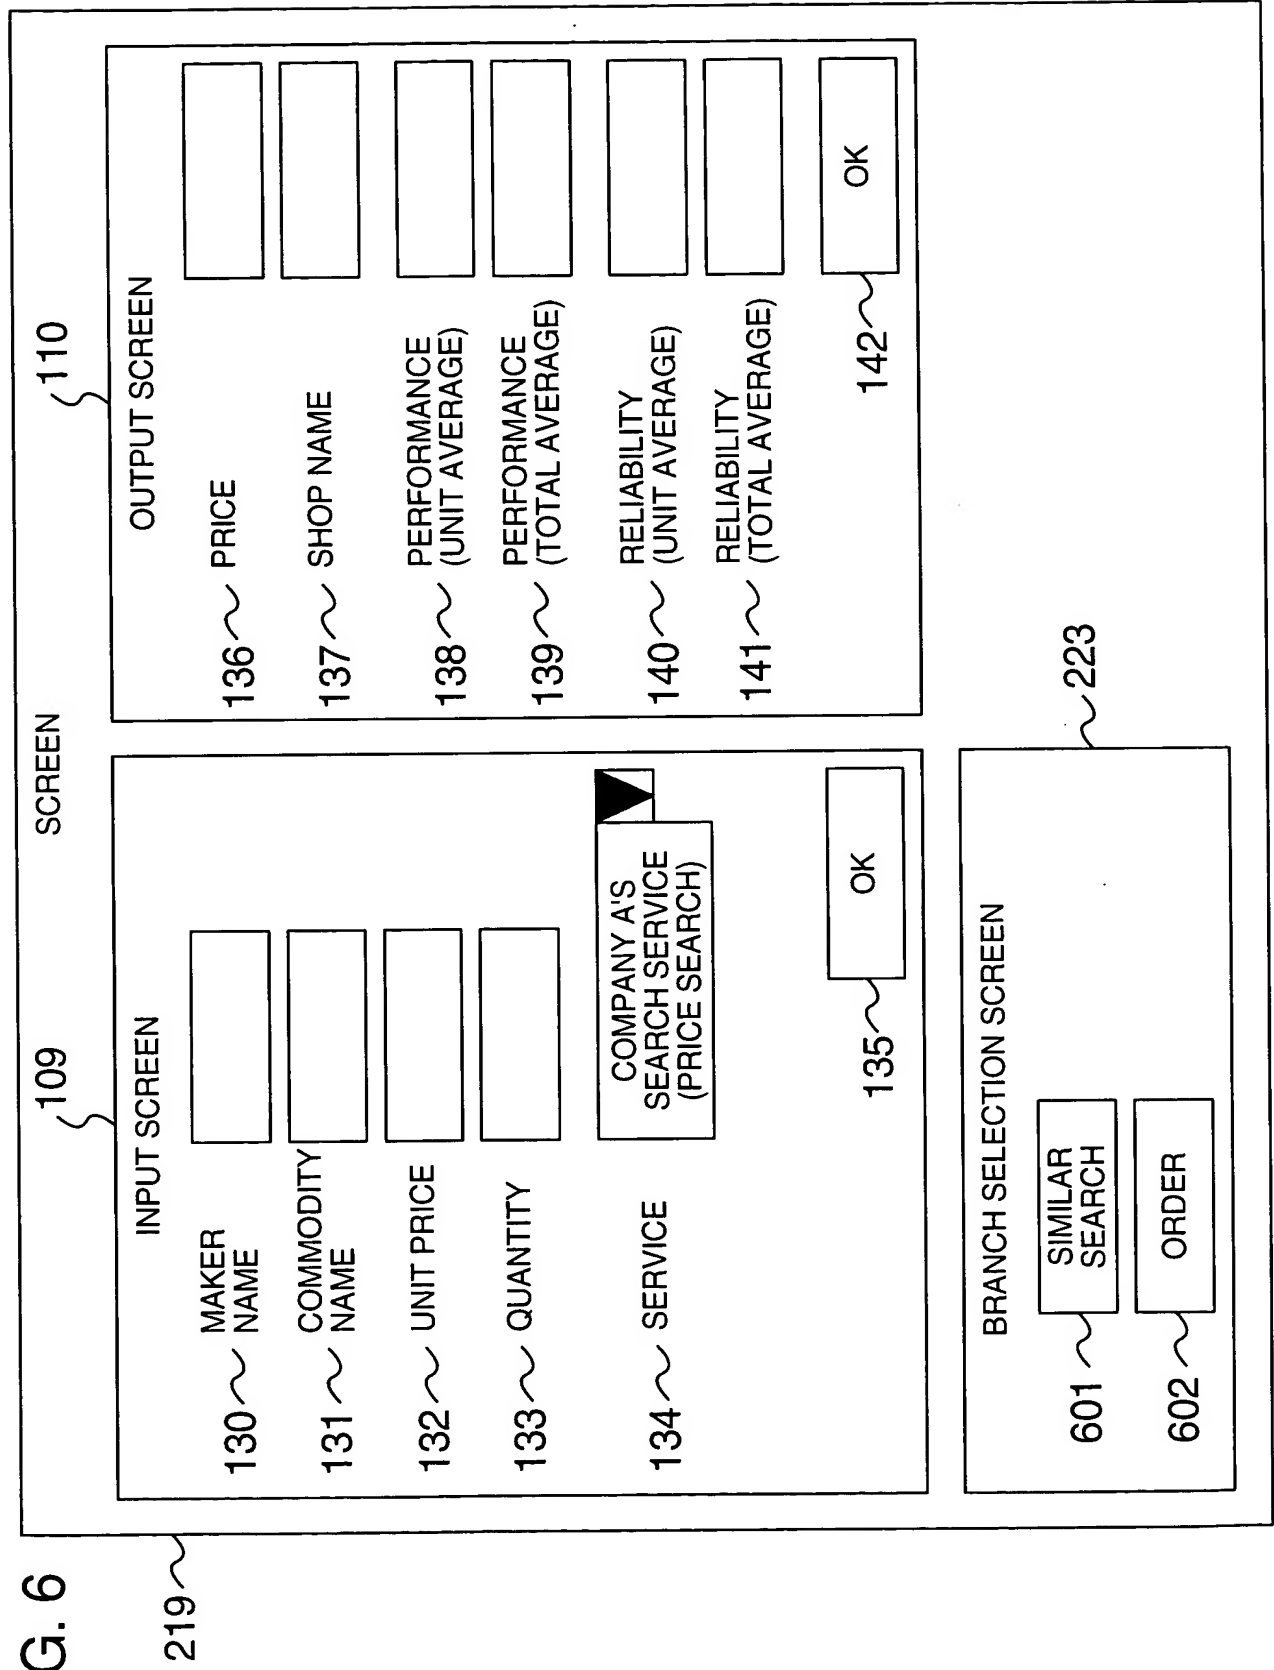 G. 6
219
SCREEN
109
INPUT SCREEN
130 MAKER
NAME
131 COMMODITY
NAME
132 UNIT PRICE
133 QUANTITY
134 SERVICE
COMPANY A'S
SEARCH SERVICE
(PRICE SEARCH)
135 OK
110
OUTPUT SCREEN
136 PRICE
137 SHOP NAME
138 PERFORMANCE
(UNIT AVERAGE)
139 PERFORMANCE
(TOTAL AVERAGE)
140 RELIABILITY
(UNIT AVERAGE)
141 RELIABILITY
(TOTAL AVERAGE)
142 OK
223
BRANCH SELECTION SCREEN
601 SIMILAR
SEARCH
602 ORDER